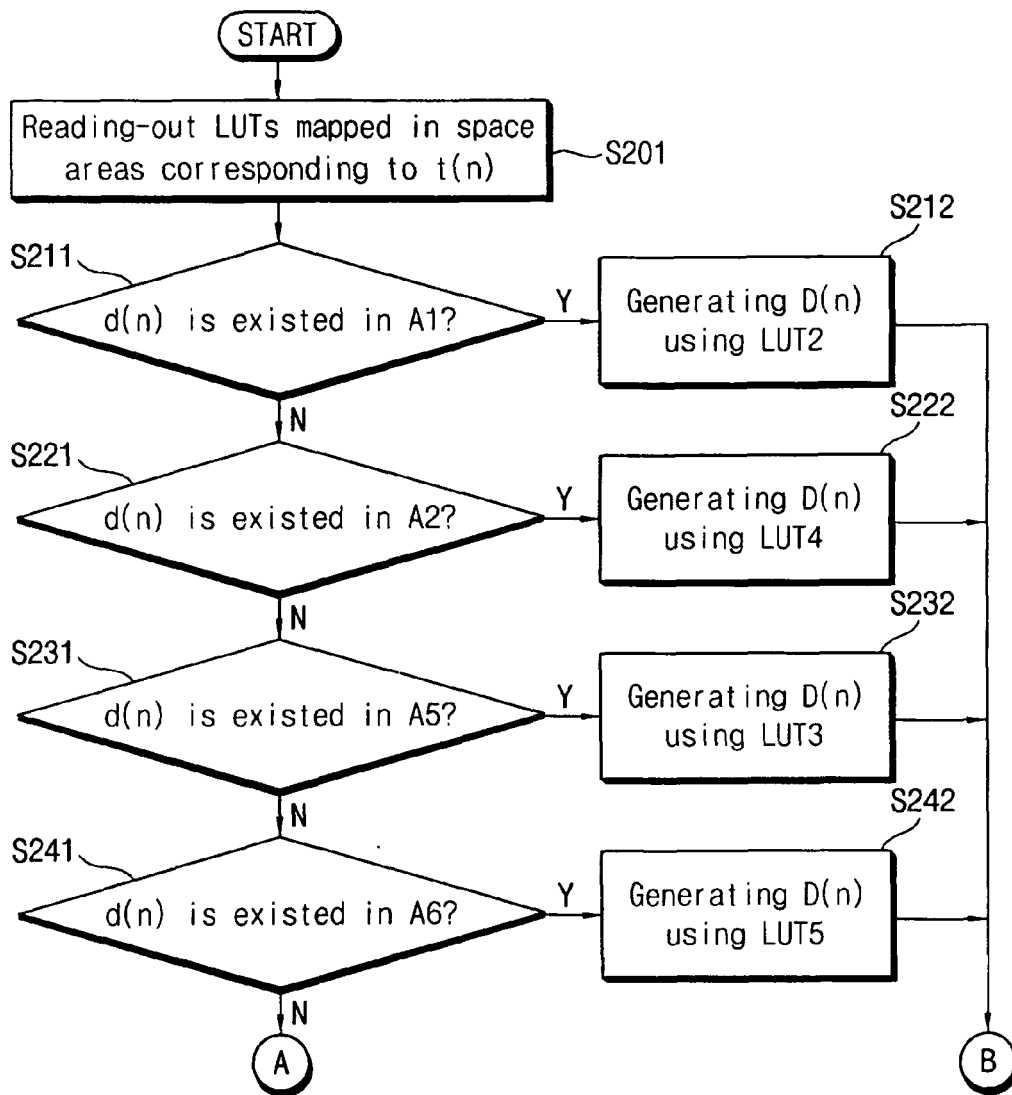 START
Reading-out LUTs mapped in space
areas corresponding to t(n)
S201
S211
d(n) is existed in A1?
Y
S212
Generating D(n)
using LUT2
N
S221
d(n) is existed in A2?
Y
S222
Generating D(n)
using LUT4
N
S231
d(n) is existed in A5?
Y
S232
Generating D(n)
using LUT3
N
S241
d(n) is existed in A6?
Y
S242
Generating D(n)
using LUT5
N
A
B